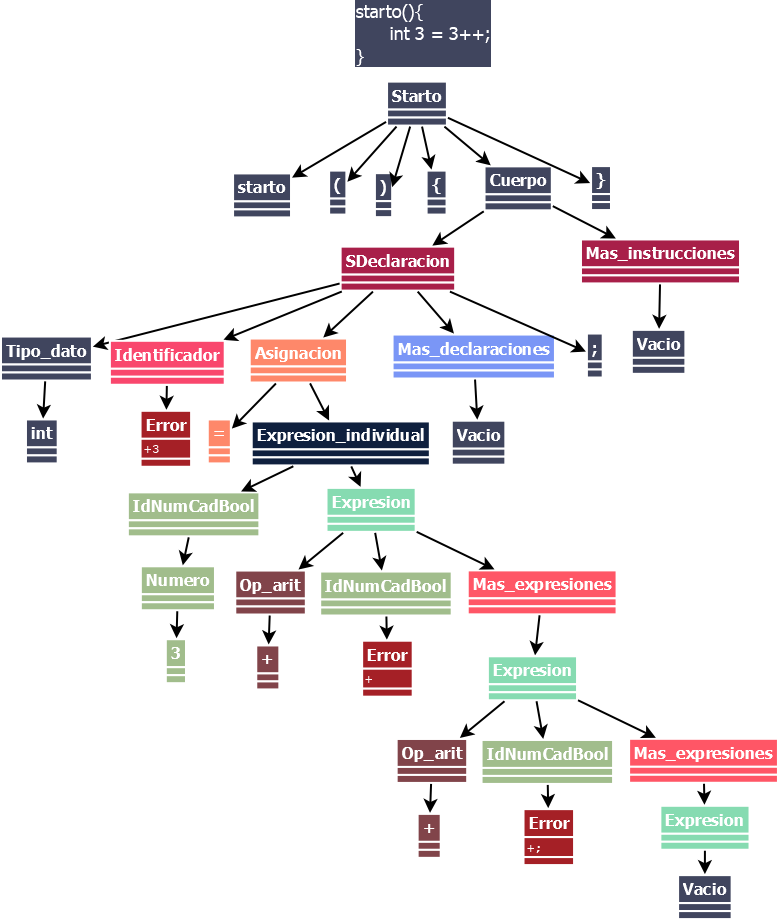 starto(){
int 3 = 3++;
}
Starto
starto ( ) { Cuerpo }
SDeclaracion Mas_instrucciones
Tipo_dato Identificador Asignacion Mas_declaraciones ; Vacio
int Error = Expresion_individual Vacio
+3
IdNumCadBool Expresion
Numero Op_arit IdNumCadBool Mas_expresiones
3 + Error
+
Expresion
Op_arit IdNumCadBool Mas_expresiones
+ Error Expresion
+;
Vacio